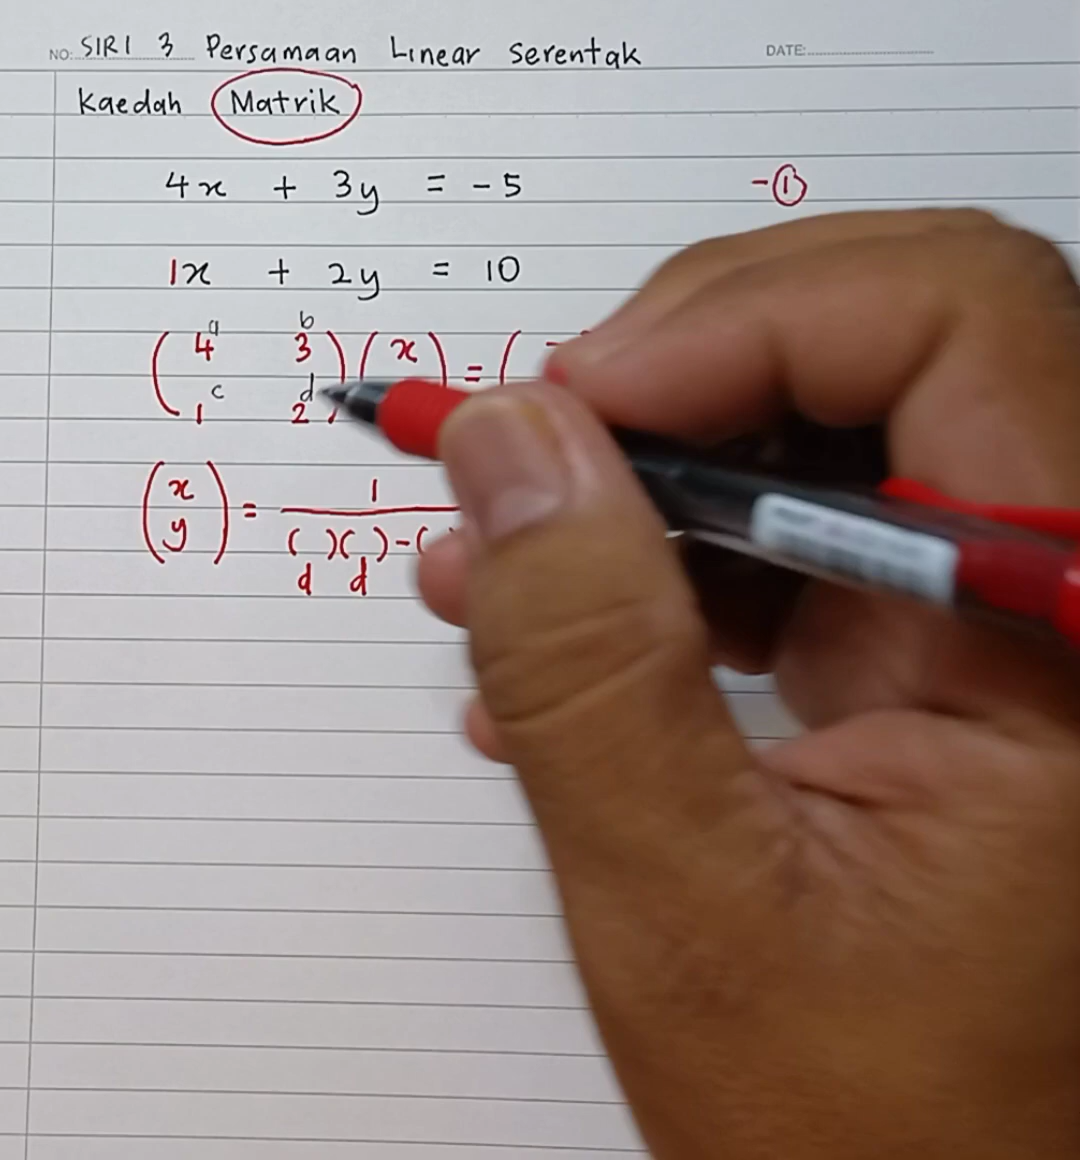 NO: SIRI 3 Persamaan Linear Serentak DATE:
Kaedah Matrik
4x + 3y = -5 -①
1x + 2y = 10
a b
( 4 3 ) ( x ) = ( -
c d
1 2
( x y ) = 1
( )( ) - (
d d